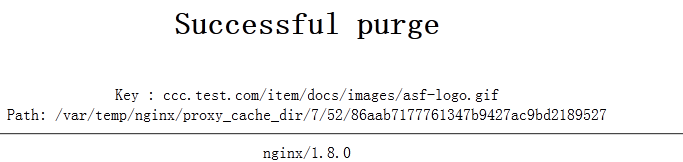 Successful purge
Key : ccc.test.com/item/docs/images/asf-logo.gif
Path: /var/temp/nginx/proxy_cache_dir/7/52/86aab7177761347b9427ac9bd2189527
nginx/1.8.0